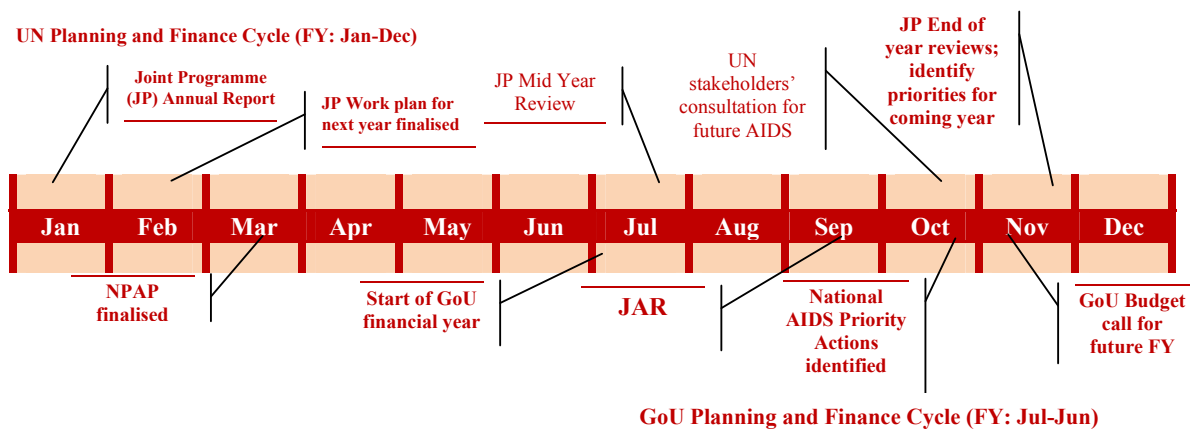 UN Planning and Finance Cycle (FY: Jan-Dec)
Joint Programme
(JP) Annual Report
JP Work plan for
next year finalised
JP Mid Year
Review
UN
stakeholders’
consultation for
future AIDS
JP End of
year reviews;
identify
priorities for
coming year
Jan Feb Mar Apr May Jun Jul Aug Sep Oct Nov Dec
NPAP
finalised
Start of GoU
financial year
JAR
National
AIDS Priority
Actions
identified
GoU Budget
call for
future FY
GoU Planning and Finance Cycle (FY: Jul-Jun)